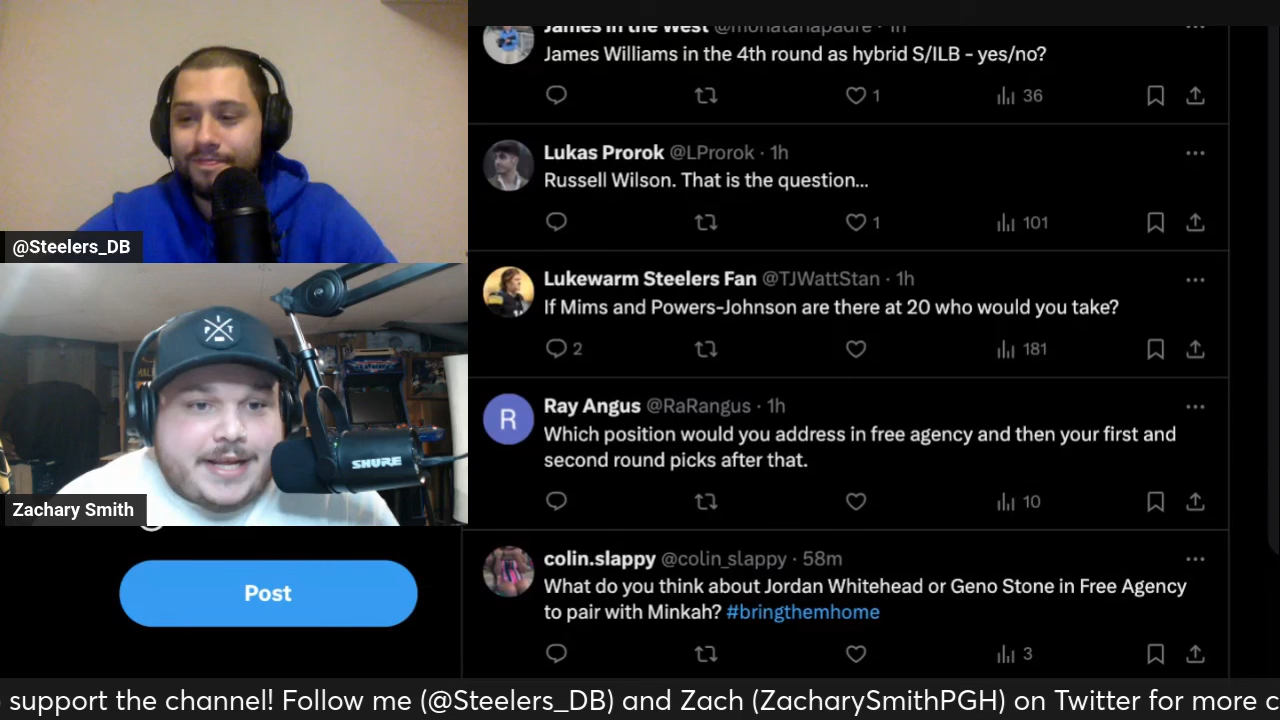 James in the West @montanapadre · 1h
James Williams in the 4th round as hybrid S/ILB - yes/no?
1
36
Lukas Prorok @LProrok · 1h
Russell Wilson. That is the question...
1
101
Lukewarm Steelers Fan @TJWattStan · 1h
If Mims and Powers-Johnson are there at 20 who would you take?
2
181
R
Ray Angus @RaRangus · 1h
Which position would you address in free agency and then your first and
second round picks after that.
10
colin.slappy @colin_slappy · 58m
What do you think about Jordan Whitehead or Geno Stone in Free Agency
to pair with Minkah? #bringthemhome
3
@Steelers_DB
P I T
SHURE
Zachary Smith
Post
support the channel! Follow me (@Steelers_DB) and Zach (ZacharySmithPGH) on Twitter for more c